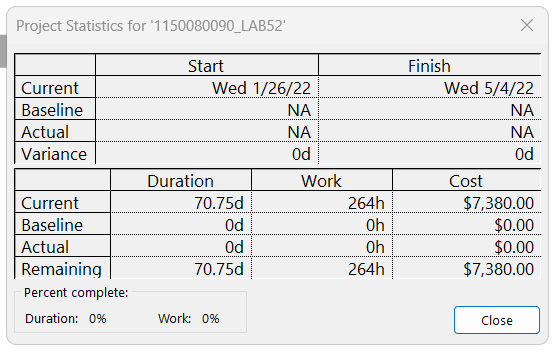 Project Statistics for '1150080090_LAB52'
Start Finish
Current Wed 1/26/22 Wed 5/4/22
Baseline NA NA
Actual NA NA
Variance 0d 0d
Duration Work Cost
Current 70.75d 264h $7,380.00
Baseline 0d 0h $0.00
Actual 0d 0h $0.00
Remaining 70.75d 264h $7,380.00
Percent complete:
Duration: 0% Work: 0%
Close